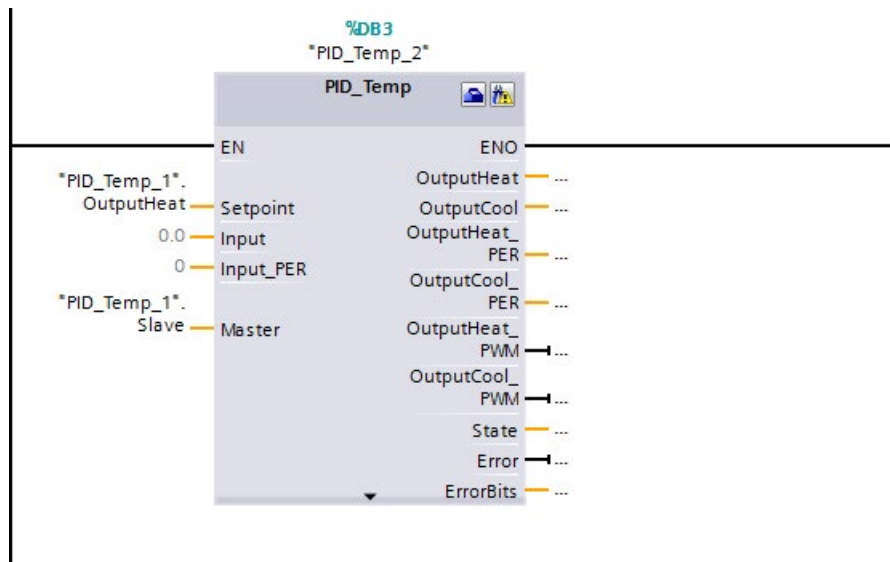 %DB3
"PID_Temp_2"
PID_Temp
EN
ENO
"PID_Temp_1".
OutputHeat
Setpoint
OutputHeat
...
OutputCool
...
0.0
Input
OutputHeat_
PER
...
0
Input_PER
OutputCool_
PER
...
"PID_Temp_1".
Slave
Master
OutputHeat_
PWM
...
OutputCool_
PWM
...
State
...
Error
...
ErrorBits
...